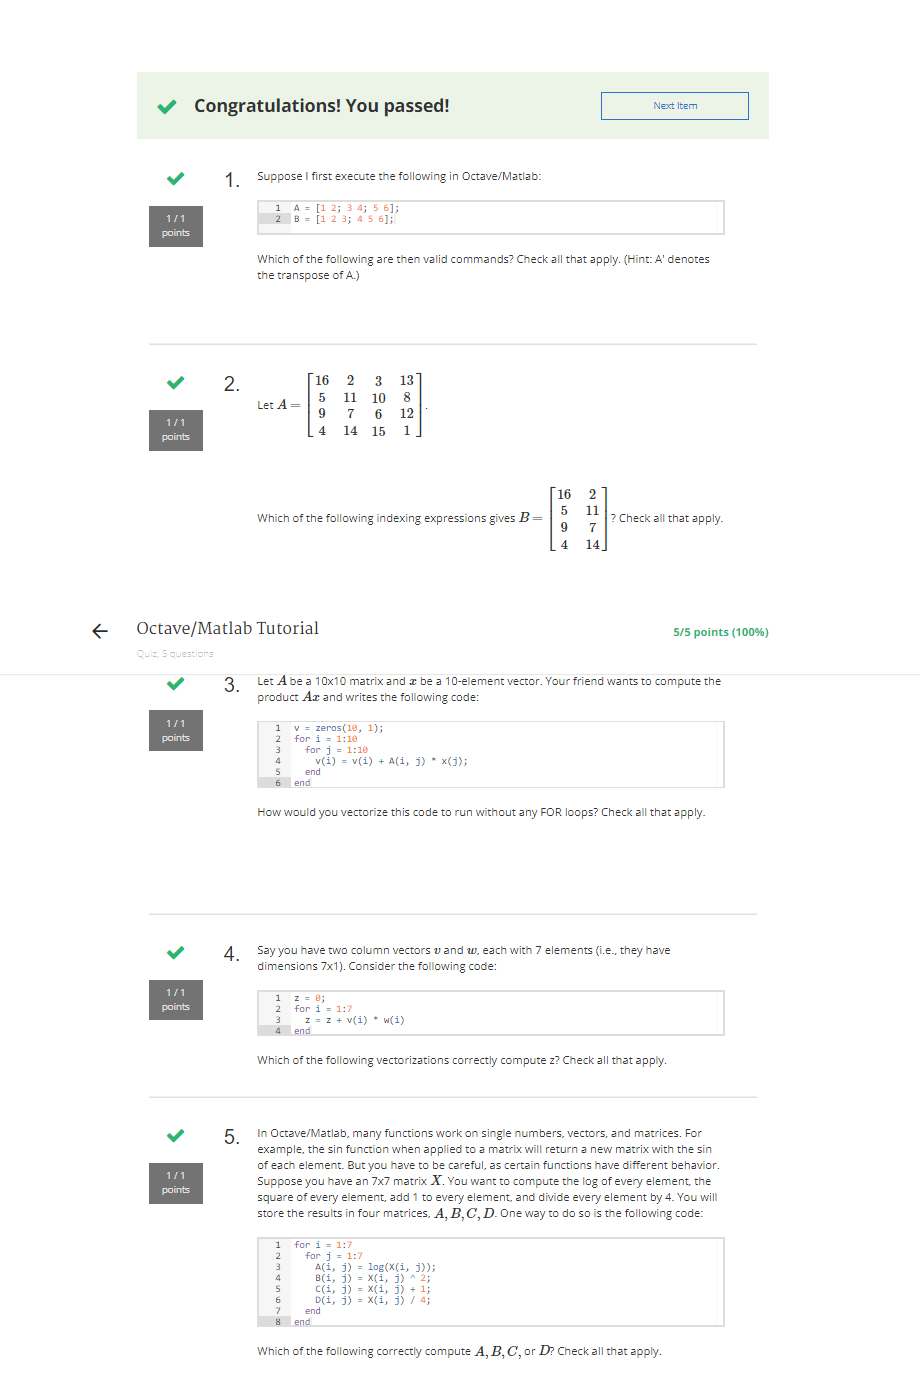 Congratulations! You passed!
Next Item
1.
Suppose I first execute the following in Octave/Matlab:
1/1
points
1 A = [1 2; 3 4; 5 6];
2 B = [1 2 3; 4 5 6];
Which of the following are then valid commands? Check all that apply. (Hint: A' denotes
the transpose of A.)
2.
1/1
points
Let A =
16 2 3 13
5 11 10 8
9 7 6 12
4 14 15 1
.
Which of the following indexing expressions gives B =
16 2
5 11
9 7
4 14
? Check all that apply.
Octave/Matlab Tutorial
5/5 points (100%)
Quiz, 5 questions
3.
Let A be a 10x10 matrix and x be a 10-element vector. Your friend wants to compute the
product Ax and writes the following code:
1/1
points
1 v = zeros(10, 1);
2 for i = 1:10
3 for j = 1:10
4 v(i) = v(i) + A(i, j) * x(j);
5 end
6 end
How would you vectorize this code to run without any FOR loops? Check all that apply.
4.
Say you have two column vectors v and w, each with 7 elements (i.e., they have
dimensions 7x1). Consider the following code:
1/1
points
1 z = 0;
2 for i = 1:7
3 z = z + v(i) * w(i)
4 end
Which of the following vectorizations correctly compute z? Check all that apply.
5.
In Octave/Matlab, many functions work on single numbers, vectors, and matrices. For
example, the sin function when applied to a matrix will return a new matrix with the sin
of each element. But you have to be careful, as certain functions have different behavior.
Suppose you have an 7x7 matrix X. You want to compute the log of every element, the
square of every element, add 1 to every element, and divide every element by 4. You will
store the results in four matrices, A, B, C, D. One way to do so is the following code:
1/1
points
1 for i = 1:7
2 for j = 1:7
3 A(i, j) = log(X(i, j));
4 B(i, j) = X(i, j) ^ 2;
5 C(i, j) = X(i, j) + 1;
6 D(i, j) = X(i, j) / 4;
7 end
8 end
Which of the following correctly compute A, B, C, or D? Check all that apply.